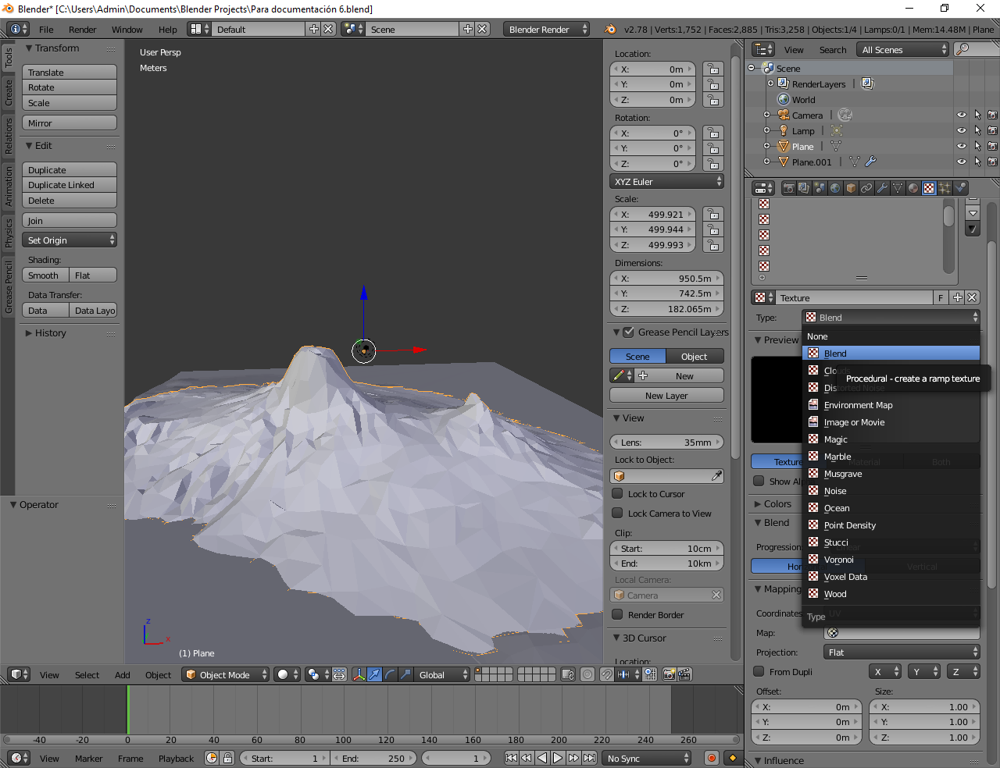 Blender* [C:\Users\Admin\Documents\Blender Projects\Para documentación 6.blend]
File Render Window Help Default Scene Blender Render v2.78 | Verts:1,752 | Faces:2,885 | Tris:3,258 | Objects:1/4 | Lamps:0/1 | Mem:14.48M | Plane
Tools
Create
Relations
Animation
Physics
Grease Pencil
Transform
Translate
Rotate
Scale
Mirror
Edit
Duplicate
Duplicate Linked
Delete
Join
Set Origin
Shading:
Smooth Flat
Data Transfer:
Data Data Layo
History
Operator
User Persp
Meters
z
x
(1) Plane
Location:
X: 0m
Y: 0m
Z: 0m
Rotation:
X: 0°
Y: 0°
Z: 0°
XYZ Euler
Scale:
X: 499.921
Y: 499.944
Z: 499.993
Dimensions:
X: 950.5m
Y: 742.5m
Z: 182.065m
Grease Pencil Layers
Scene Object
New
New Layer
View
Lens: 35mm
Lock to Object:
Lock to Cursor
Lock Camera to View
Clip:
Start: 10cm
End: 10km
Local Camera:
Camera
Render Border
3D Cursor
Location:
View Search All Scenes
Scene
RenderLayers
World
Camera
Lamp
Plane
Plane.001
Texture F
Type: Blend
Preview
None
Blend
Clouds
Procedural - create a ramp texture
Distorted Noise
Environment Map
Image or Movie
Magic
Marble
Musgrave
Noise
Ocean
Point Density
Stucci
Voronoi
Voxel Data
Wood
Type
Texture Material Both
Show Al
Colors
Blend
Progression Linear
Hor Vertical
Mapping
Coordinates UV
Map:
Projection: Flat
From Dupli X Y Z
Offset: Size:
X: 0m X: 1.00
Y: 0m Y: 1.00
Z: 0m Z: 1.00
Influence
View Select Add Object Object Mode Global
-40 -20 0 20 40 60 80 100 120 140 160 180 200 220 240 260
View Marker Frame Playback Start: 1 End: 250 1 No Sync